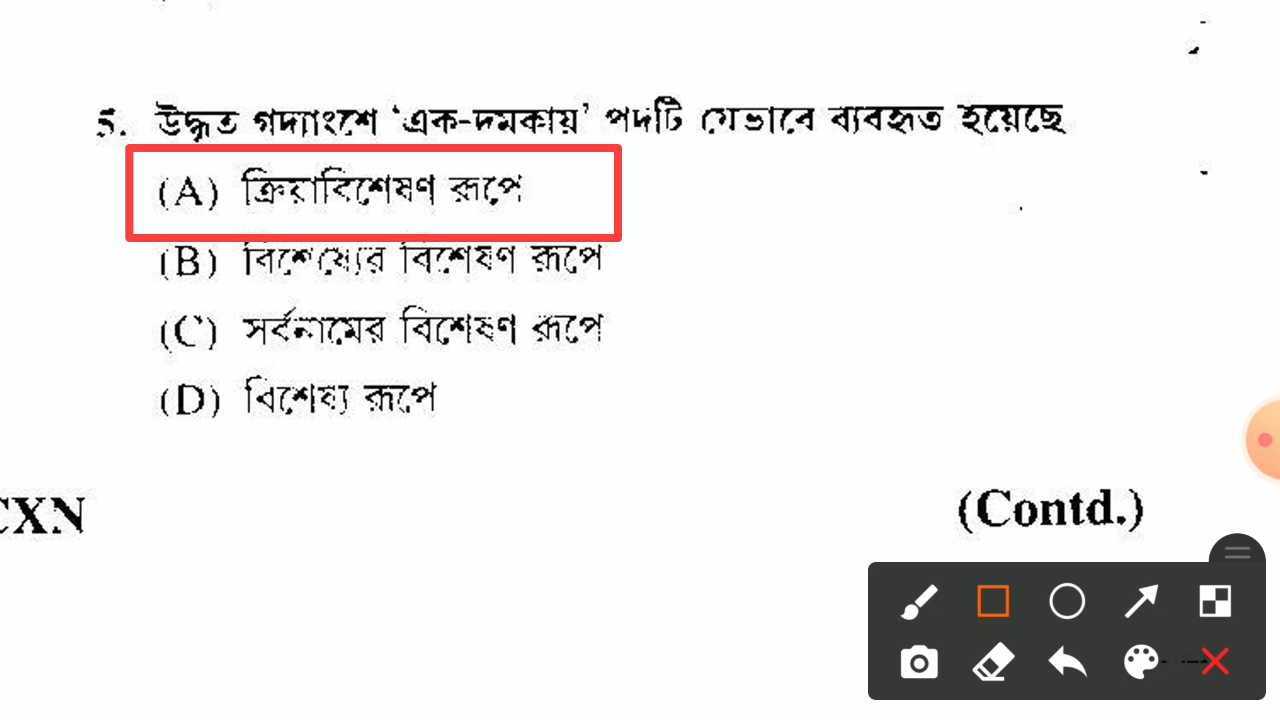 5. উদ্ধৃত গদ্যাংশে ‘এক-দমকায়’ পদটি যেভাবে ব্যবহৃত হয়েছে
(A) ক্রিয়াবিশেষণ রূপে
(B) বিশেষ্যের বিশেষণ রূপে
(C) সর্বনামের বিশেষণ রূপে
(D) বিশেষ্য রূপে
CXN (Contd.)